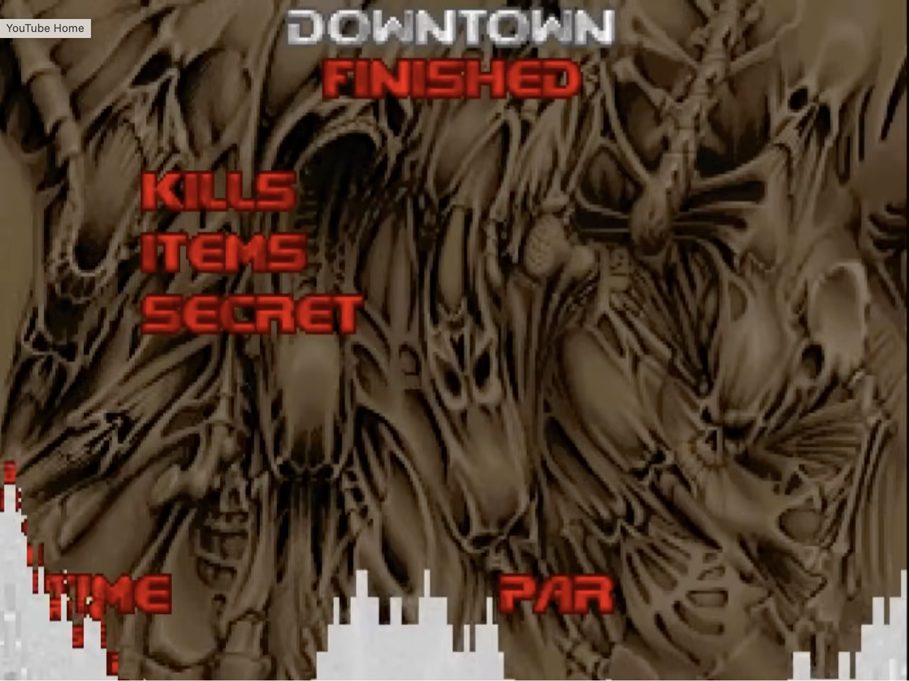 YouTube Home
DOWNTOWN
FINISHED
KILLS
ITEMS
SECRET
TIME
PAR